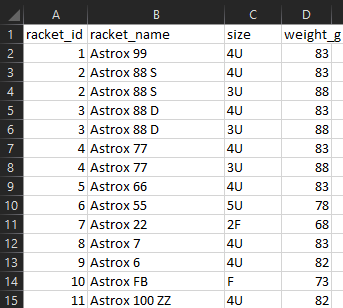 A B C D
1 racket_id racket_name size weight_g
2 1 Astrox 99 4U 83
3 2 Astrox 88 S 4U 83
4 2 Astrox 88 S 3U 88
5 3 Astrox 88 D 4U 83
6 3 Astrox 88 D 3U 88
7 4 Astrox 77 4U 83
8 4 Astrox 77 3U 88
9 5 Astrox 66 4U 83
10 6 Astrox 55 5U 78
11 7 Astrox 22 2F 68
12 8 Astrox 7 4U 83
13 9 Astrox 6 4U 82
14 10 Astrox FB F 73
15 11 Astrox 100 ZZ 4U 82